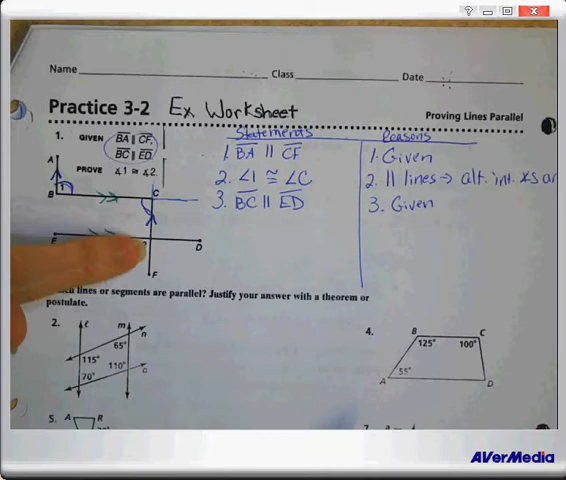 Name Class Date
Practice 3-2 Ex Worksheet Proving Lines Parallel
1. GIVEN BA ∥ CF,
BC ∥ ED
PROVE ∡1 ≅ ∡2.
A
B
1
C
E
D
F
Statements Reasons
1. BA ∥ CF 1. Given
2. ∠1 ≅ ∠C 2. ∥ lines → alt. int. ∡s
3. BC ∥ ED 3. Given
lines or segments are parallel? Justify your answer with a theorem or
postulate.
2.
ℓ
m
n
65°
115°
110°
70°
4.
B
C
125°
100°
55°
A
D
5. A R
AVerMedia